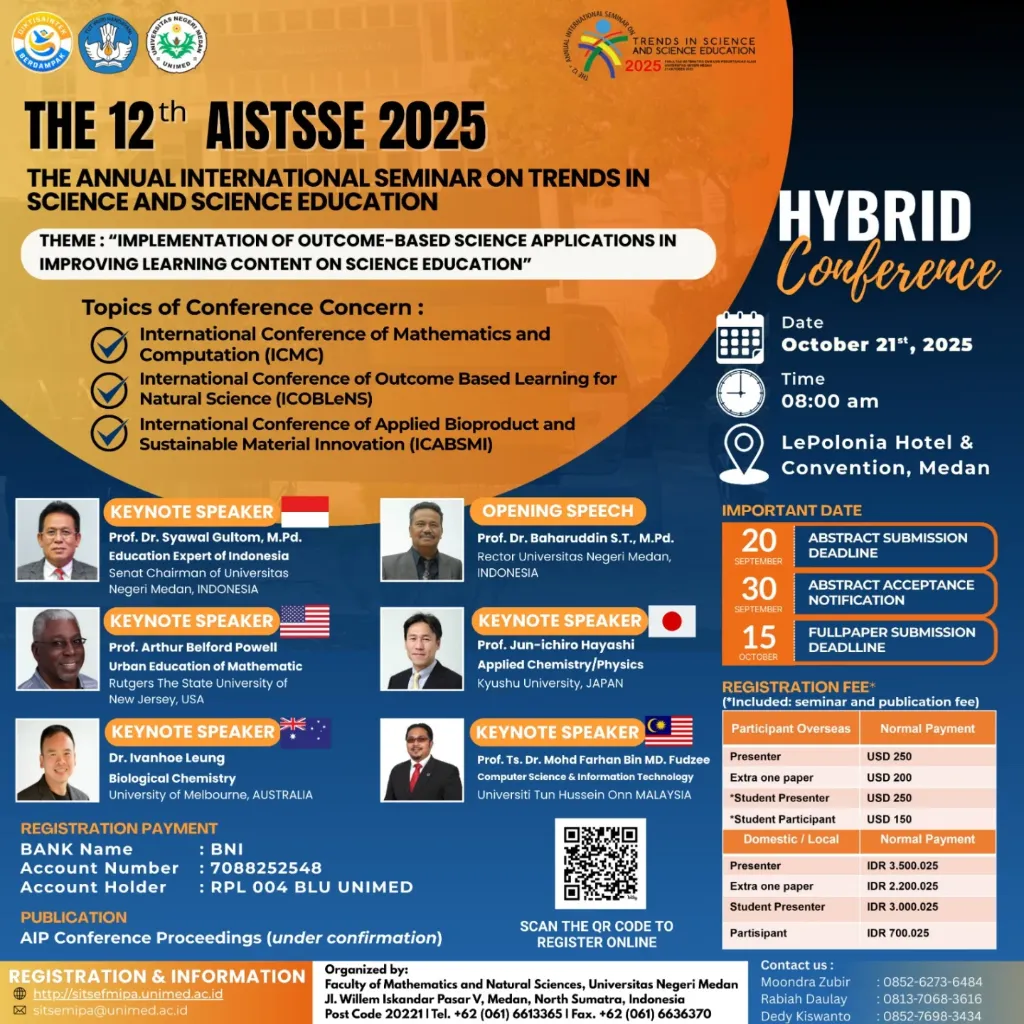 DIKTISAINTEK
BERDAMPAK
UNIVERSITAS NEGERI MEDAN
UNIMED
THE 12th ANNUAL INTERNATIONAL SEMINAR ON
TRENDS IN SCIENCE
AND SCIENCE EDUCATION
2025
THE 12th AISTSSE 2025
THE ANNUAL INTERNATIONAL SEMINAR ON TRENDS IN
SCIENCE AND SCIENCE EDUCATION
THEME : “IMPLEMENTATION OF OUTCOME-BASED SCIENCE APPLICATIONS IN
IMPROVING LEARNING CONTENT ON SCIENCE EDUCATION”
Topics of Conference Concern :
International Conference of Mathematics and
Computation (ICMC)
International Conference of Outcome Based Learning for
Natural Science (ICOBLeNS)
International Conference of Applied Bioproduct and
Sustainable Material Innovation (ICABSMI)
HYBRID
Conference
Date
October 21st, 2025
Time
08:00 am
LePolonia Hotel &
Convention, Medan
KEYNOTE SPEAKER
Prof. Dr. Syawal Gultom, M.Pd.
Education Expert of Indonesia
Senat Chairman of Universitas
Negeri Medan, INDONESIA
OPENING SPEECH
Prof. Dr. Baharuddin S.T., M.Pd.
Rector Universitas Negeri Medan,
INDONESIA
KEYNOTE SPEAKER
Prof. Arthur Belford Powell
Urban Education of Mathematic
Rutgers The State University of
New Jersey, USA
KEYNOTE SPEAKER
Prof. Jun-ichiro Hayashi
Applied Chemistry/Physics
Kyushu University, JAPAN
KEYNOTE SPEAKER
Dr. Ivanhoe Leung
Biological Chemistry
University of Melbourne, AUSTRALIA
KEYNOTE SPEAKER
Prof. Ts. Dr. Mohd Farhan Bin MD. Fudzee
Computer Science & Information Technology
Universiti Tun Hussein Onn MALAYSIA
IMPORTANT DATE
20 SEPTEMBER ABSTRACT SUBMISSION
DEADLINE
30 SEPTEMBER ABSTRACT ACCEPTANCE
NOTIFICATION
15 OCTOBER FULLPAPER SUBMISSION
DEADLLINE
REGISTRATION FEE*
(*Included: seminar and publication fee)
Participant Overseas Normal Payment
Presenter USD 250
Extra one paper USD 200
*Student Presenter USD 250
*Student Participant USD 150
Domestic / Local Normal Payment
Presenter IDR 3.500.025
Extra one paper IDR 2.200.025
Student Presenter IDR 3.000.025
Partisipant IDR 700.025
REGISTRATION PAYMENT
BANK Name : BNI
Account Number : 7088252548
Account Holder : RPL 004 BLU UNIMED
PUBLICATION
AIP Conference Proceedings (under confirmation)
SCAN THE QR CODE TO
REGISTER ONLINE
REGISTRATION & INFORMATION
http://sitsefmipa.unimed.ac.id
sitsemipa@unimed.ac.id
Organized by:
Faculty of Mathematics and Natural Sciences, Universitas Negeri Medan
Jl. Willem Iskandar Pasar V, Medan, North Sumatra, Indonesia
Post Code 20221 | Tel. +62 (061) 6613365 | Fax. +62 (061) 6636370
Contact us :
Moondra Zubir : 0852-6273-6484
Rabiah Daulay : 0813-7068-3616
Dedy Kiswanto : 0852-7698-3434